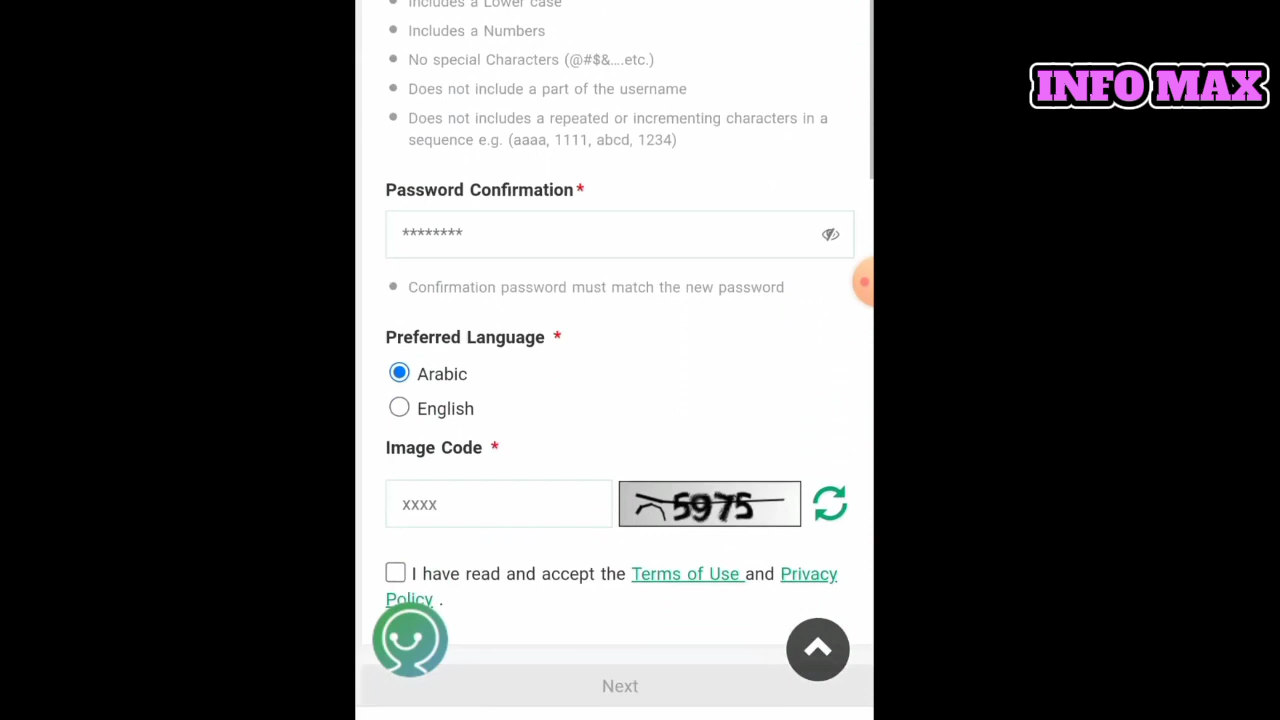 Includes a Lower case
Includes a Numbers
No special Characters (@#$&....etc.)
Does not include a part of the username
Does not includes a repeated or incrementing characters in a
sequence e.g. (aaaa, 1111, abcd, 1234)
INFO MAX
Password Confirmation*
********
Confirmation password must match the new password
Preferred Language *
Arabic
English
Image Code *
xxxx
5975
I have read and accept the Terms of Use and Privacy
Policy .
Next